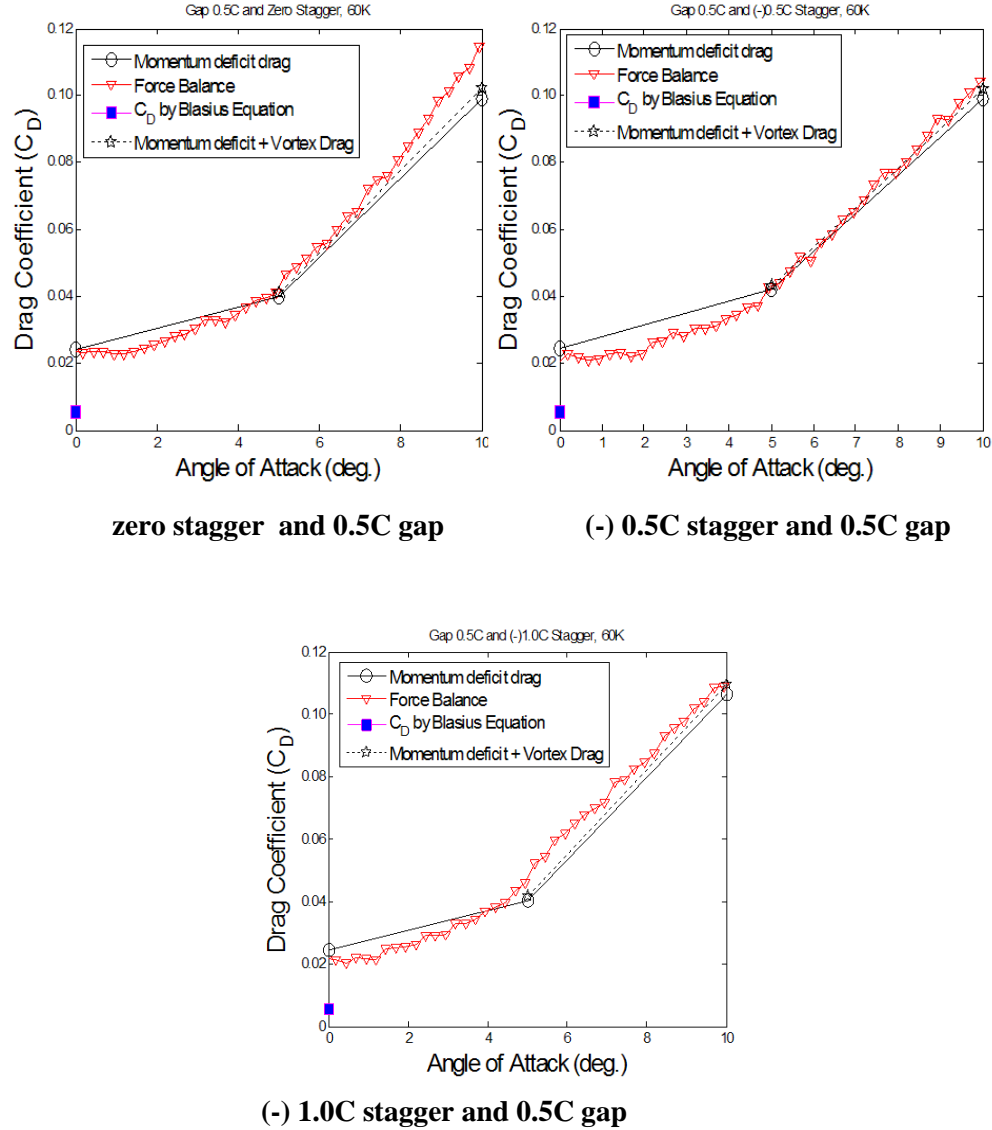 Gap 0.5C and Zero Stagger, 60K
0.12
0.10
0.08
0.06
0.04
0.02
0
Drag Coefficient (C_D)
Momentum deficit drag
Force Balance
C_D by Blasius Equation
Momentum deficit + Vortex Drag
0 2 4 6 8 10
Angle of Attack (deg.)
zero stagger and 0.5C gap
Gap 0.5C and (-)0.5C Stagger, 60K
0.12
0.10
0.08
0.06
0.04
0.02
0
Drag Coefficient (C_D)
Momentum deficit drag
Force Balance
C_D by Blasius Equation
Momentum deficit + Vortex Drag
0 1 2 3 4 5 6 7 8 9 10
Angle of Attack (deg.)
(-) 0.5C stagger and 0.5C gap
Gap 0.5C and (-)1.0C Stagger, 60K
0.12
0.10
0.08
0.06
0.04
0.02
0
Drag Coefficient (C_D)
Momentum deficit drag
Force Balance
C_D by Blasius Equation
Momentum deficit + Vortex Drag
0 2 4 6 8 10
Angle of Attack (deg.)
(-) 1.0C stagger and 0.5C gap